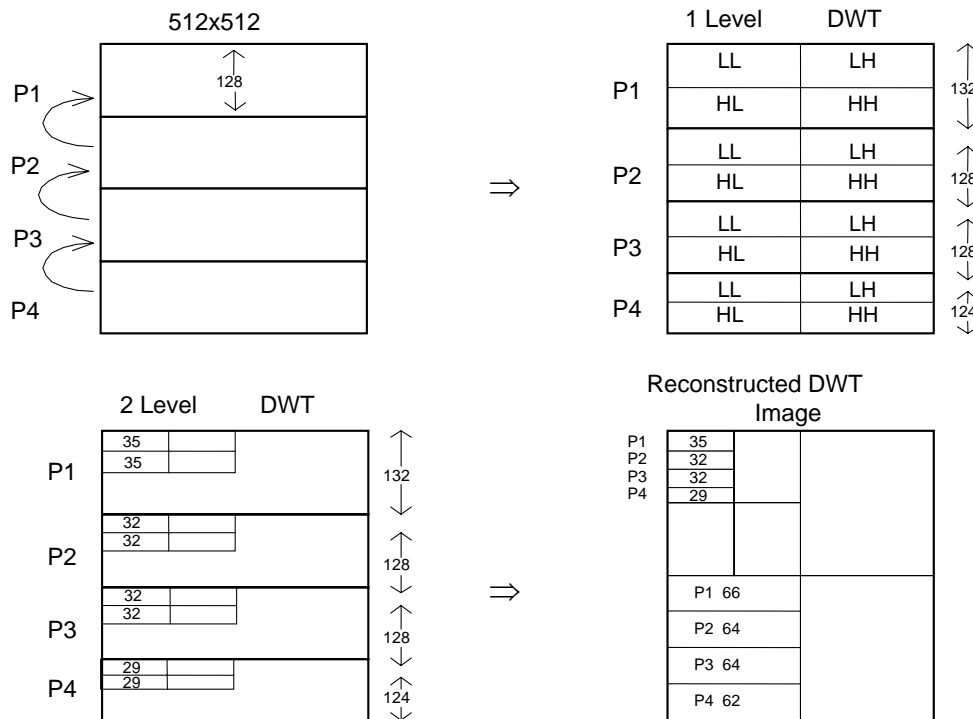 512x512
128
P1
P2
P3
P4
⇒
1 Level DWT
P1
LL LH
HL HH
132
P2
LL LH
HL HH
128
P3
LL LH
HL HH
128
P4
LL LH
HL HH
124
2 Level DWT
P1
35
35
132
P2
32
32
128
P3
32
32
128
P4
29
29
124
⇒
Reconstructed DWT
Image
P1 35
P2 32
P3 32
P4 29
P1 66
P2 64
P3 64
P4 62